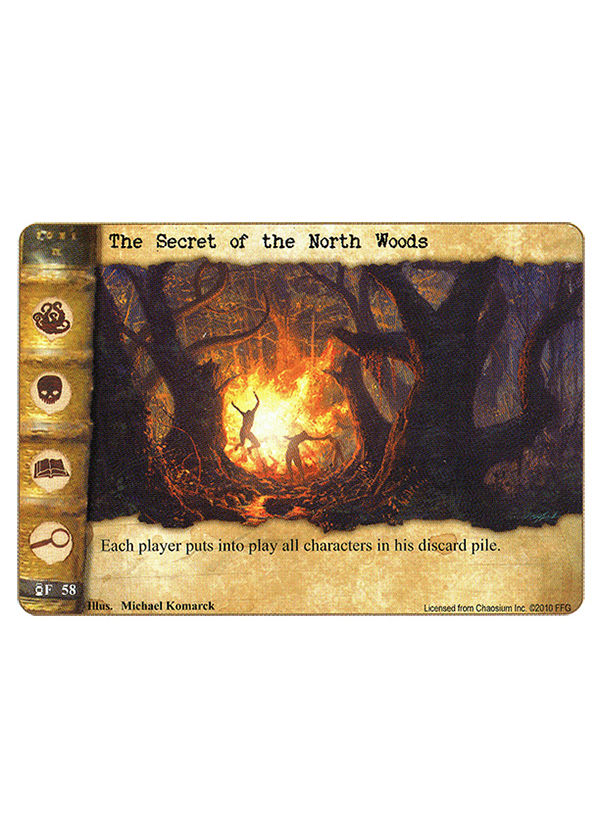 The Secret of the North Woods
Each player puts into play all characters in his discard pile.
F 58
Illus. Michael Komarck
Licensed from Chaosium Inc. ©2010 FFG